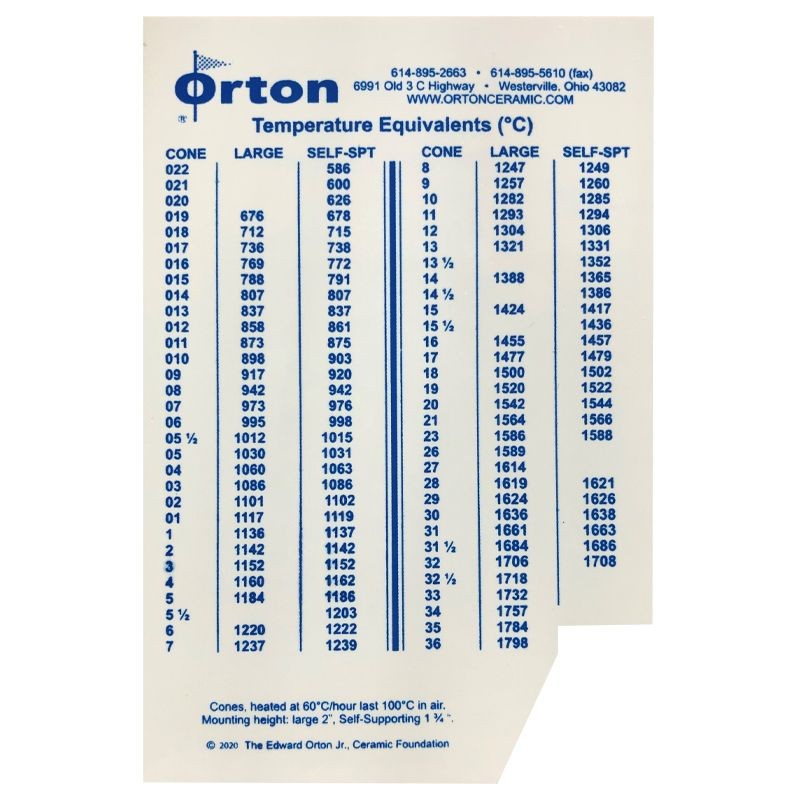 Orton
®
614-895-2663 • 614-895-5610 (fax)
6991 Old 3 C Highway • Westerville, Ohio 43082
WWW.ORTONCERAMIC.COM
Temperature Equivalents (°C)
CONE LARGE SELF-SPT CONE LARGE SELF-SPT
022 586 8 1247 1249
021 600 9 1257 1260
020 626 10 1282 1285
019 676 678 11 1293 1294
018 712 715 12 1304 1306
017 736 738 13 1321 1331
016 769 772 13 ½ 1352
015 788 791 14 1388 1365
014 807 807 14 ½ 1386
013 837 837 15 1424 1417
012 858 861 15 ½ 1436
011 873 875 16 1455 1457
010 898 903 17 1477 1479
09 917 920 18 1500 1502
08 942 942 19 1520 1522
07 973 976 20 1542 1544
06 995 998 21 1564 1566
05 ½ 1012 1015 23 1586 1588
05 1030 1031 26 1589
04 1060 1063 27 1614
03 1086 1086 28 1619 1621
02 1101 1102 29 1624 1626
01 1117 1119 30 1636 1638
1 1136 1137 31 1661 1663
2 1142 1142 31 ½ 1684 1686
3 1152 1152 32 1706 1708
4 1160 1162 32 ½ 1718
5 1184 1186 33 1732
5 ½ 1203 34 1757
6 1220 1222 35 1784
7 1237 1239 36 1798
Cones, heated at 60°C/hour last 100°C in air.
Mounting height: large 2", Self-Supporting 1 ¾ ".
© 2020 The Edward Orton Jr., Ceramic Foundation